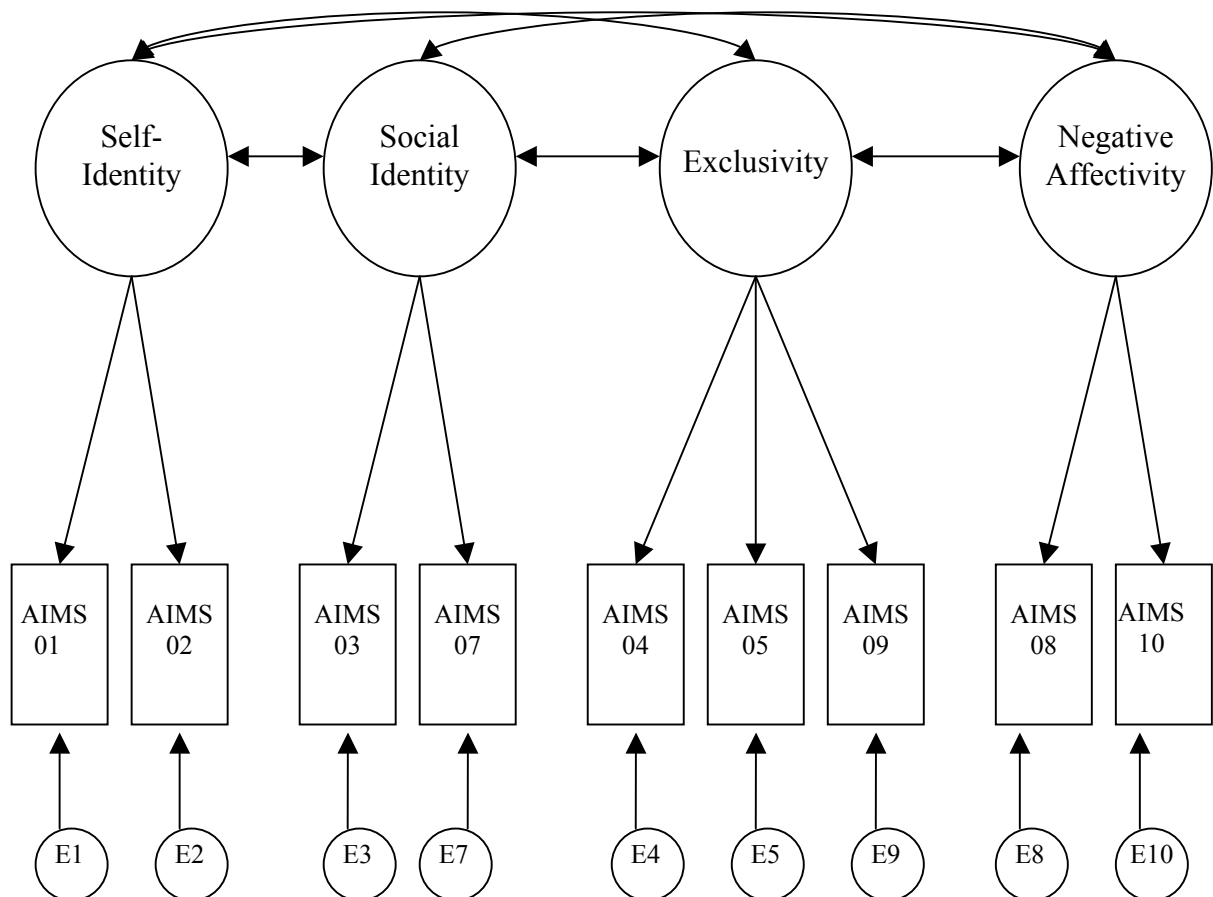 Self-
Identity
Social
Identity
Exclusivity
Negative
Affectivity
AIMS
01
AIMS
02
AIMS
03
AIMS
07
AIMS
04
AIMS
05
AIMS
09
AIMS
08
AIMS
10
E1
E2
E3
E7
E4
E5
E9
E8
E10